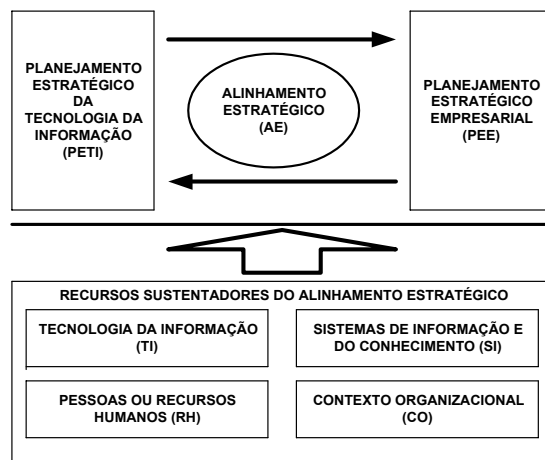 PLANEJAMENTO
ESTRATÉGICO
DA
TECNOLOGIA DA
INFORMAÇÃO
(PETI)
ALINHAMENTO
ESTRATÉGICO
(AE)
PLANEJAMENTO
ESTRATÉGICO
EMPRESARIAL
(PEE)
RECURSOS SUSTENTADORES DO ALINHAMENTO ESTRATÉGICO
TECNOLOGIA DA INFORMAÇÃO
(TI)
SISTEMAS DE INFORMAÇÃO E
DO CONHECIMENTO (SI)
PESSOAS OU RECURSOS
HUMANOS (RH)
CONTEXTO ORGANIZACIONAL
(CO)